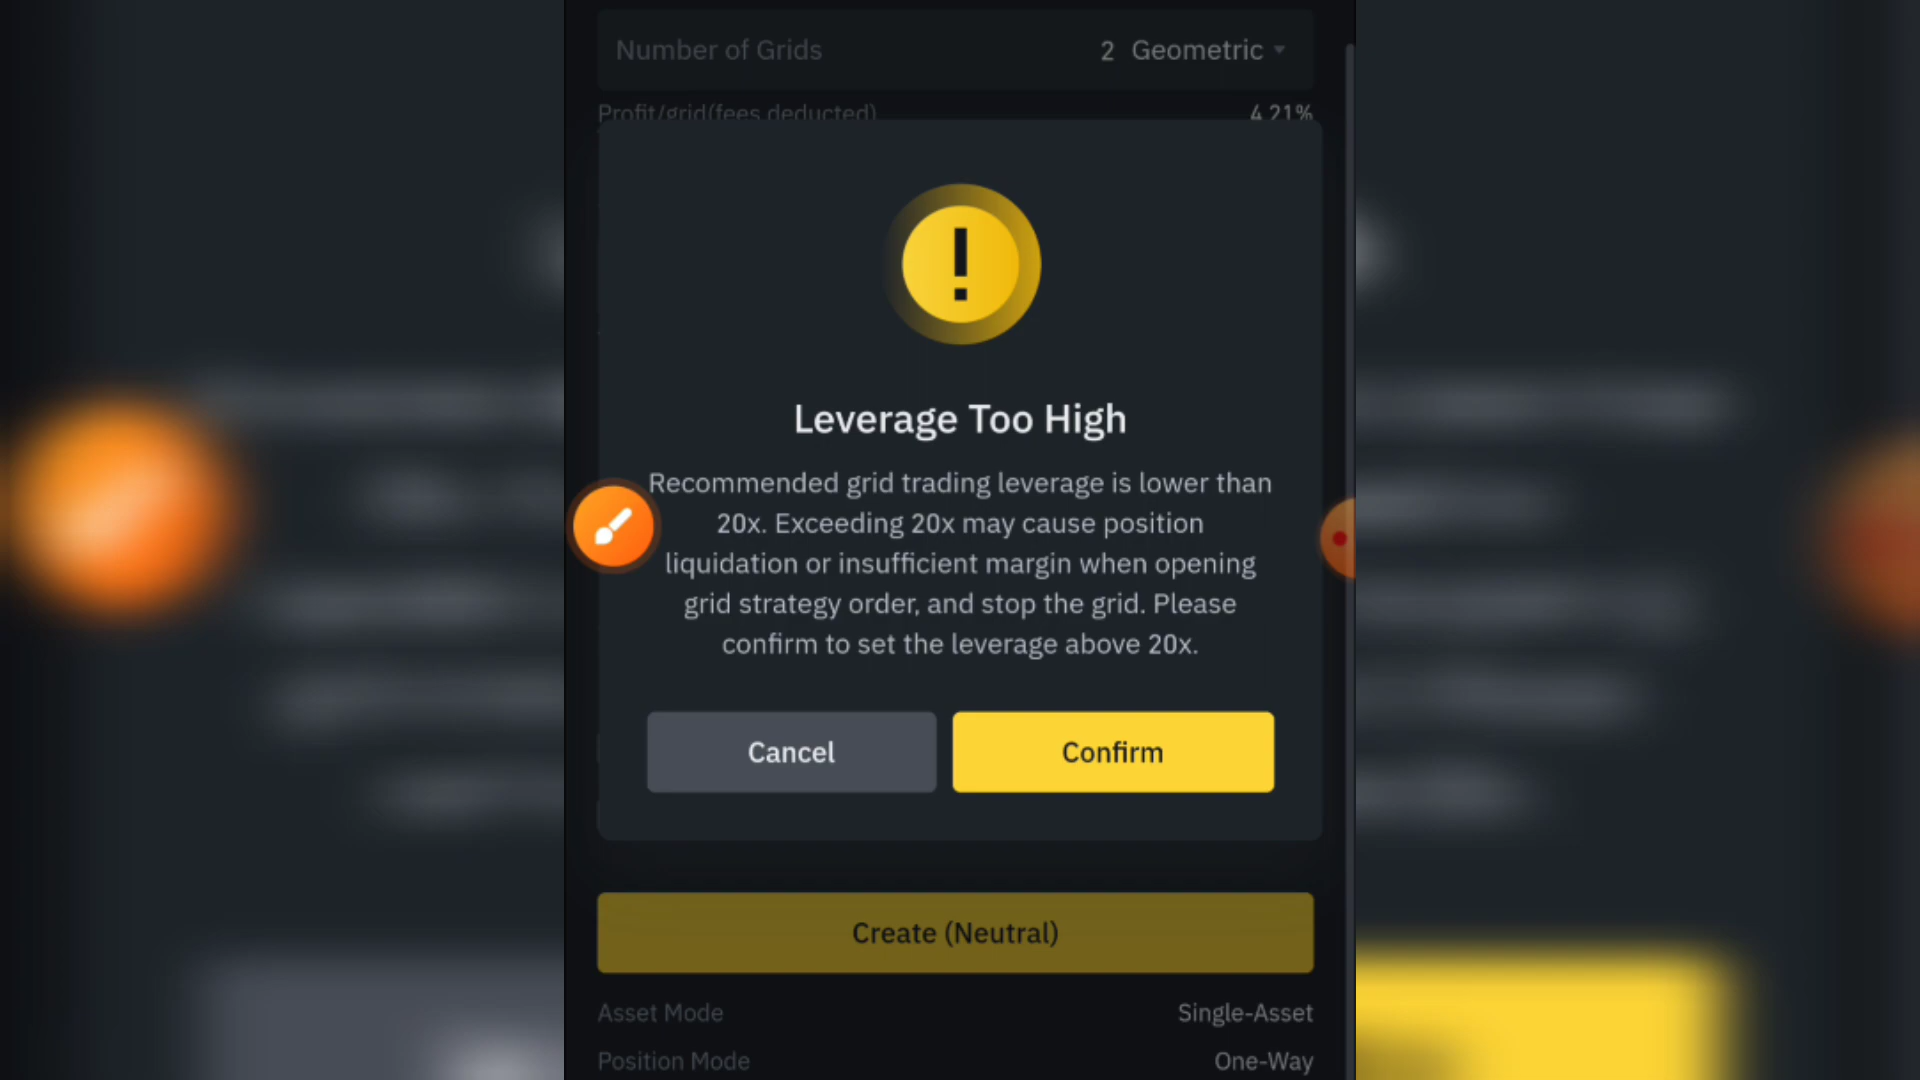 Number of Grids 2 Geometric
Profit/grid(fees deducted) 4.21%
!
Leverage Too High
Recommended grid trading leverage is lower than
20x. Exceeding 20x may cause position
liquidation or insufficient margin when opening
grid strategy order, and stop the grid. Please
confirm to set the leverage above 20x.
Cancel Confirm
Create (Neutral)
Asset Mode Single-Asset
Position Mode One-Way